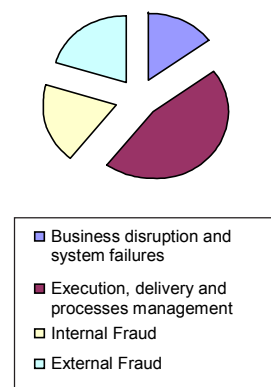 Business disruption and
system failures
Execution, delivery and
processes management
Internal Fraud
External Fraud